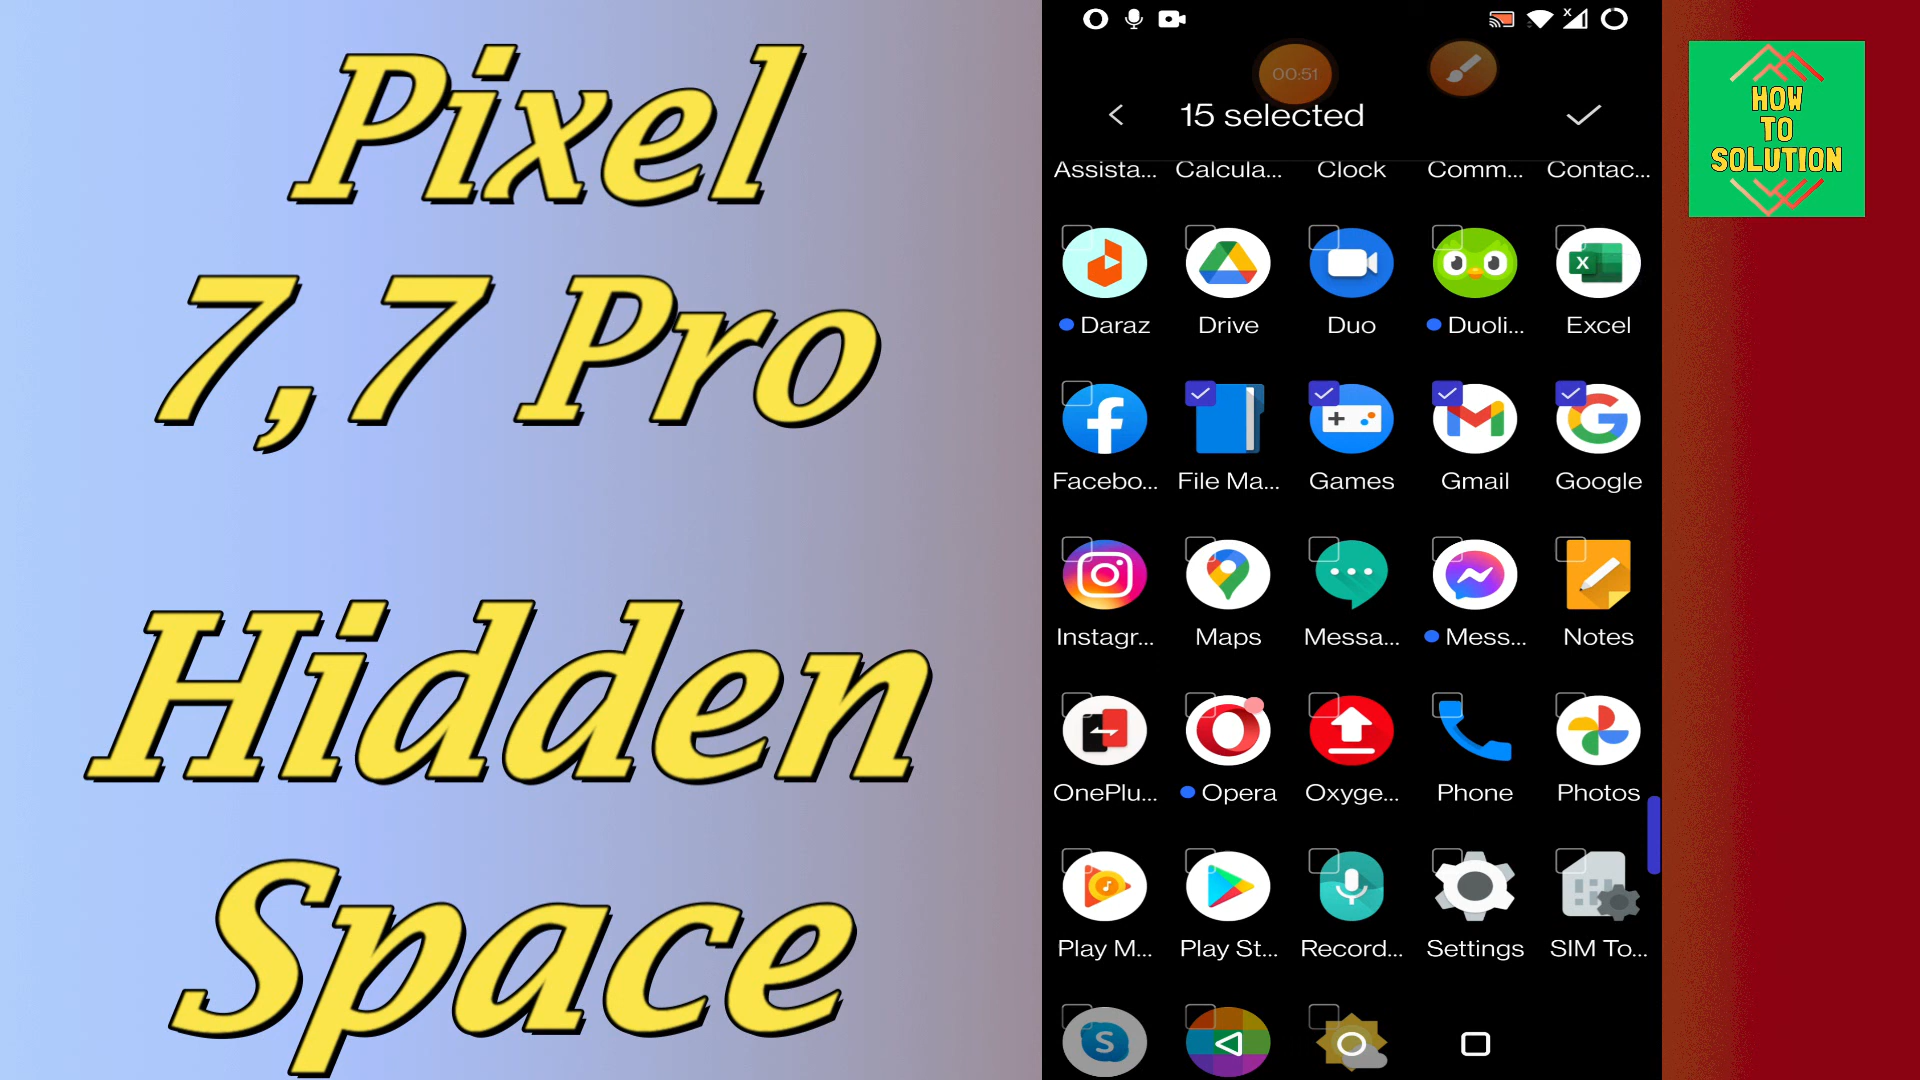 Pixel
7,7 Pro
Hidden
Space
00:51
15 selected
Assista... Calcula... Clock Comm... Contac...
Daraz Drive Duo Duoli... Excel
Facebo... File Ma... Games Gmail Google
Instagr... Maps Messa... Mess... Notes
OnePlu... Opera Oxyge... Phone Photos
Play M... Play St... Record... Settings SIM To...
HOW
TO
SOLUTION